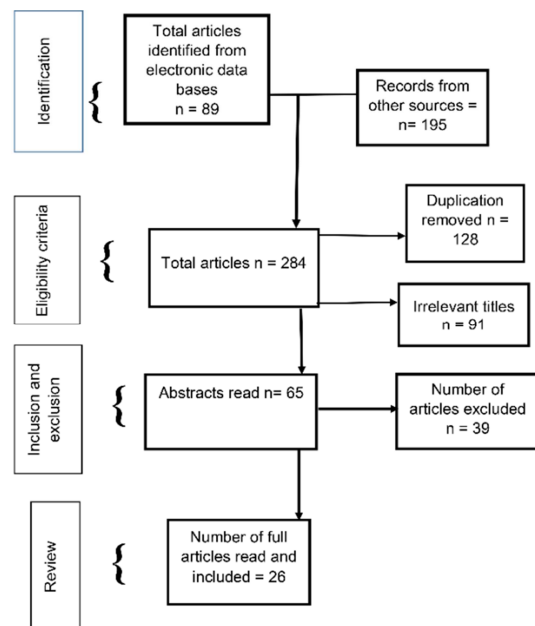 Identification
Total articles
identified from
electronic data
bases
n = 89
Records from
other sources =
n= 195
Eligibility criteria
Total articles n = 284
Duplication
removed n =
128
Irrelevant titles
n = 91
Inclusion and
exclusion
Abstracts read n= 65
Number of
articles excluded
n = 39
Review
Number of full
articles read and
included = 26